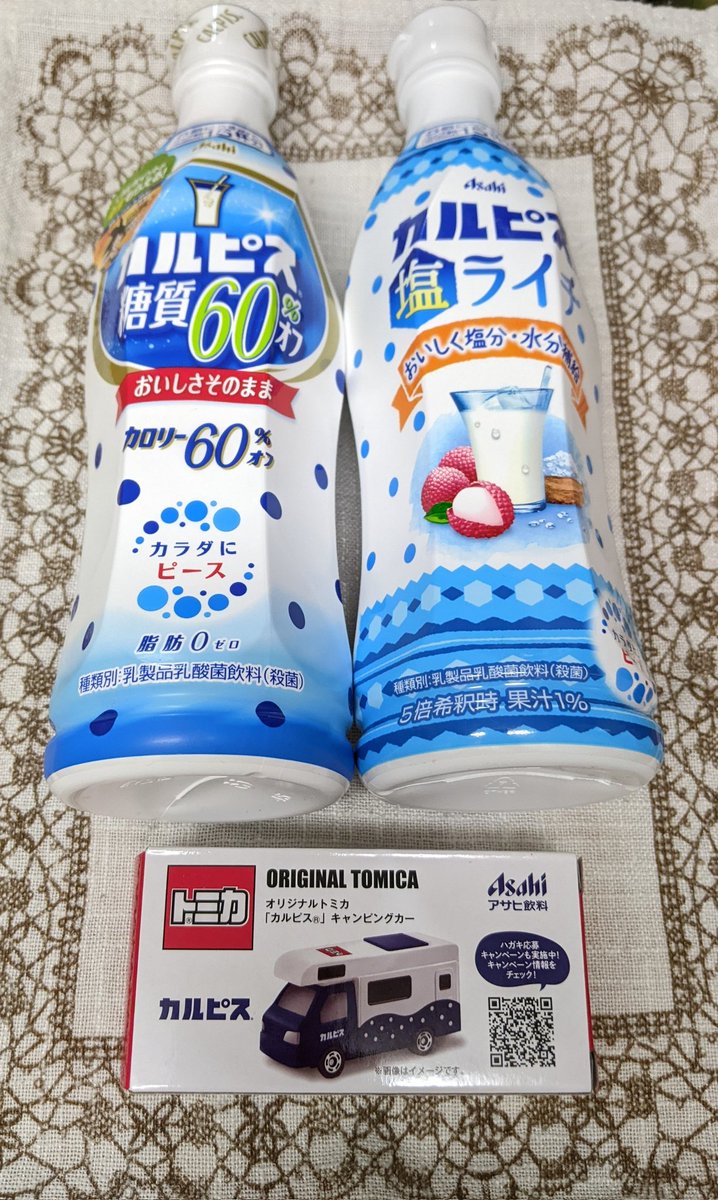 CALPIS
Asahi
カルピス
糖質60%オフ
おいしさそのまま
カロリー60%オフ
カラダに
ピース
脂肪0ゼロ
種類別:乳製品乳酸菌飲料(殺菌)
Asahi
カルピス
塩ライチ
おいしく塩分・水分補給
カラダに
ピース
種類別:乳製品乳酸菌飲料(殺菌)
5倍希釈時 果汁1%
トミカ
ORIGINAL TOMICA
オリジナルトミカ
「カルピス®」キャンピングカー
カルピス®
カルピス
Asahi
アサヒ飲料
ハガキ応募
キャンペーンも実施中!
キャンペーン情報を
チェック!
※画像はイメージです。